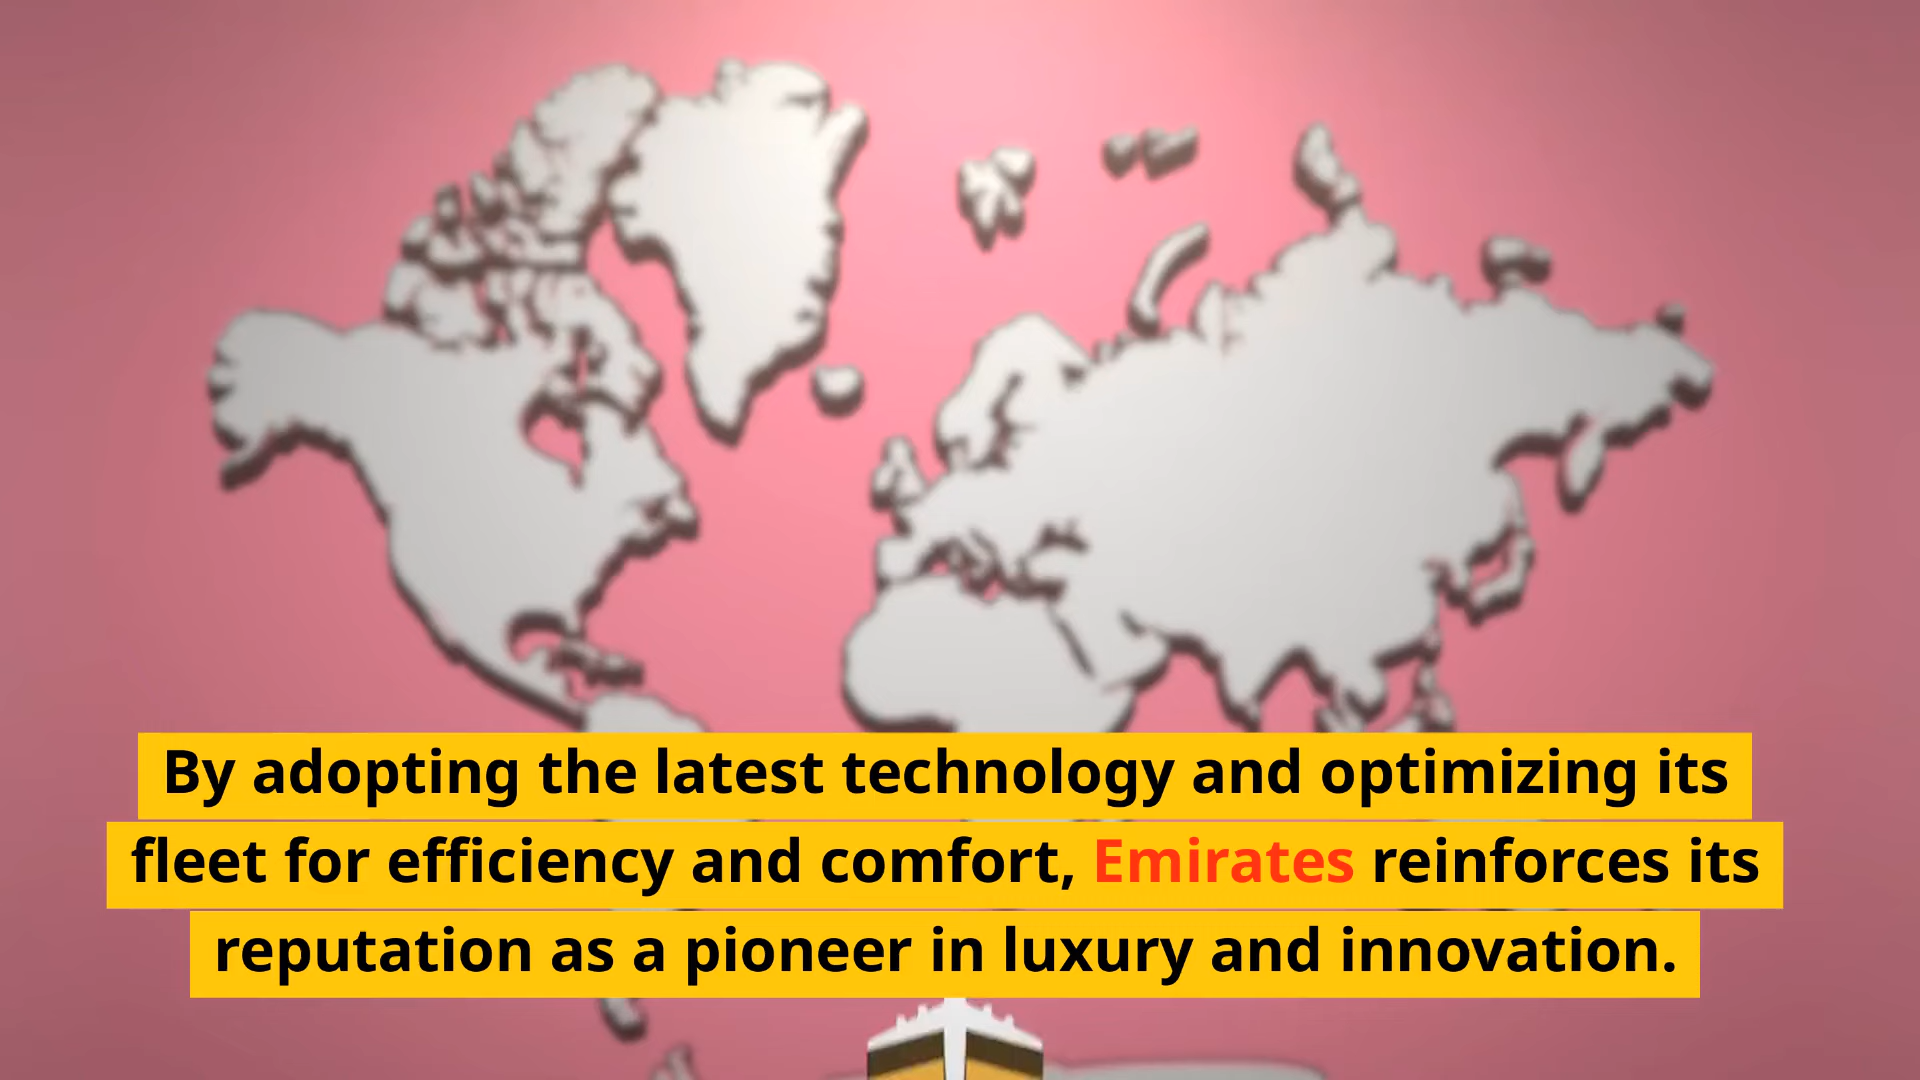 By adopting the latest technology and optimizing its
fleet for efficiency and comfort, Emirates reinforces its
reputation as a pioneer in luxury and innovation.